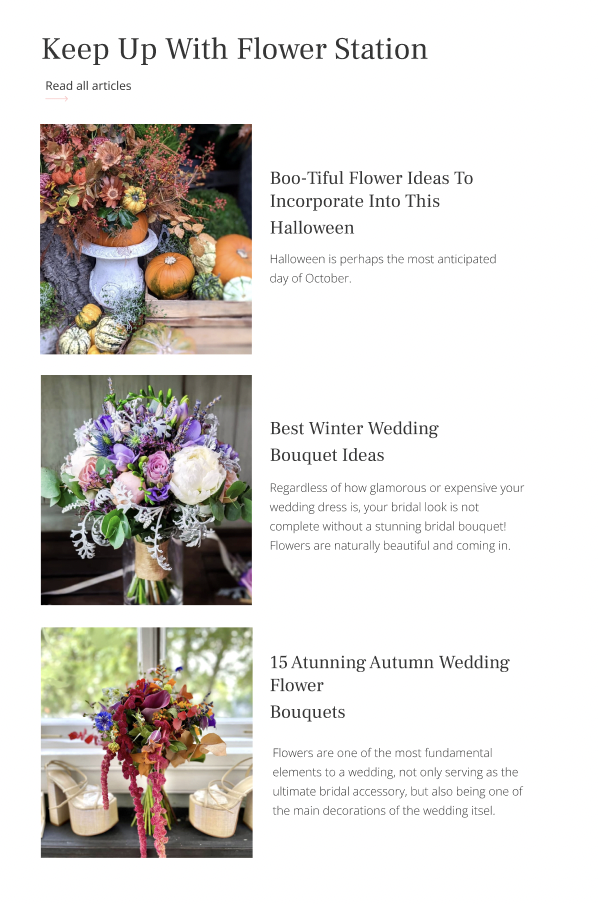 Keep Up With Flower Station
Read all articles
Boo-Tiful Flower Ideas To
Incorporate Into This
Halloween
Halloween is perhaps the most anticipated
day of October.
Best Winter Wedding
Bouquet Ideas
Regardless of how glamorous or expensive your
wedding dress is, your bridal look is not
complete without a stunning bridal bouquet!
Flowers are naturally beautiful and coming in.
15 Atunning Autumn Wedding
Flower
Bouquets
Flowers are one of the most fundamental
elements to a wedding, not only serving as the
ultimate bridal accessory, but also being one of
the main decorations of the wedding itsel.